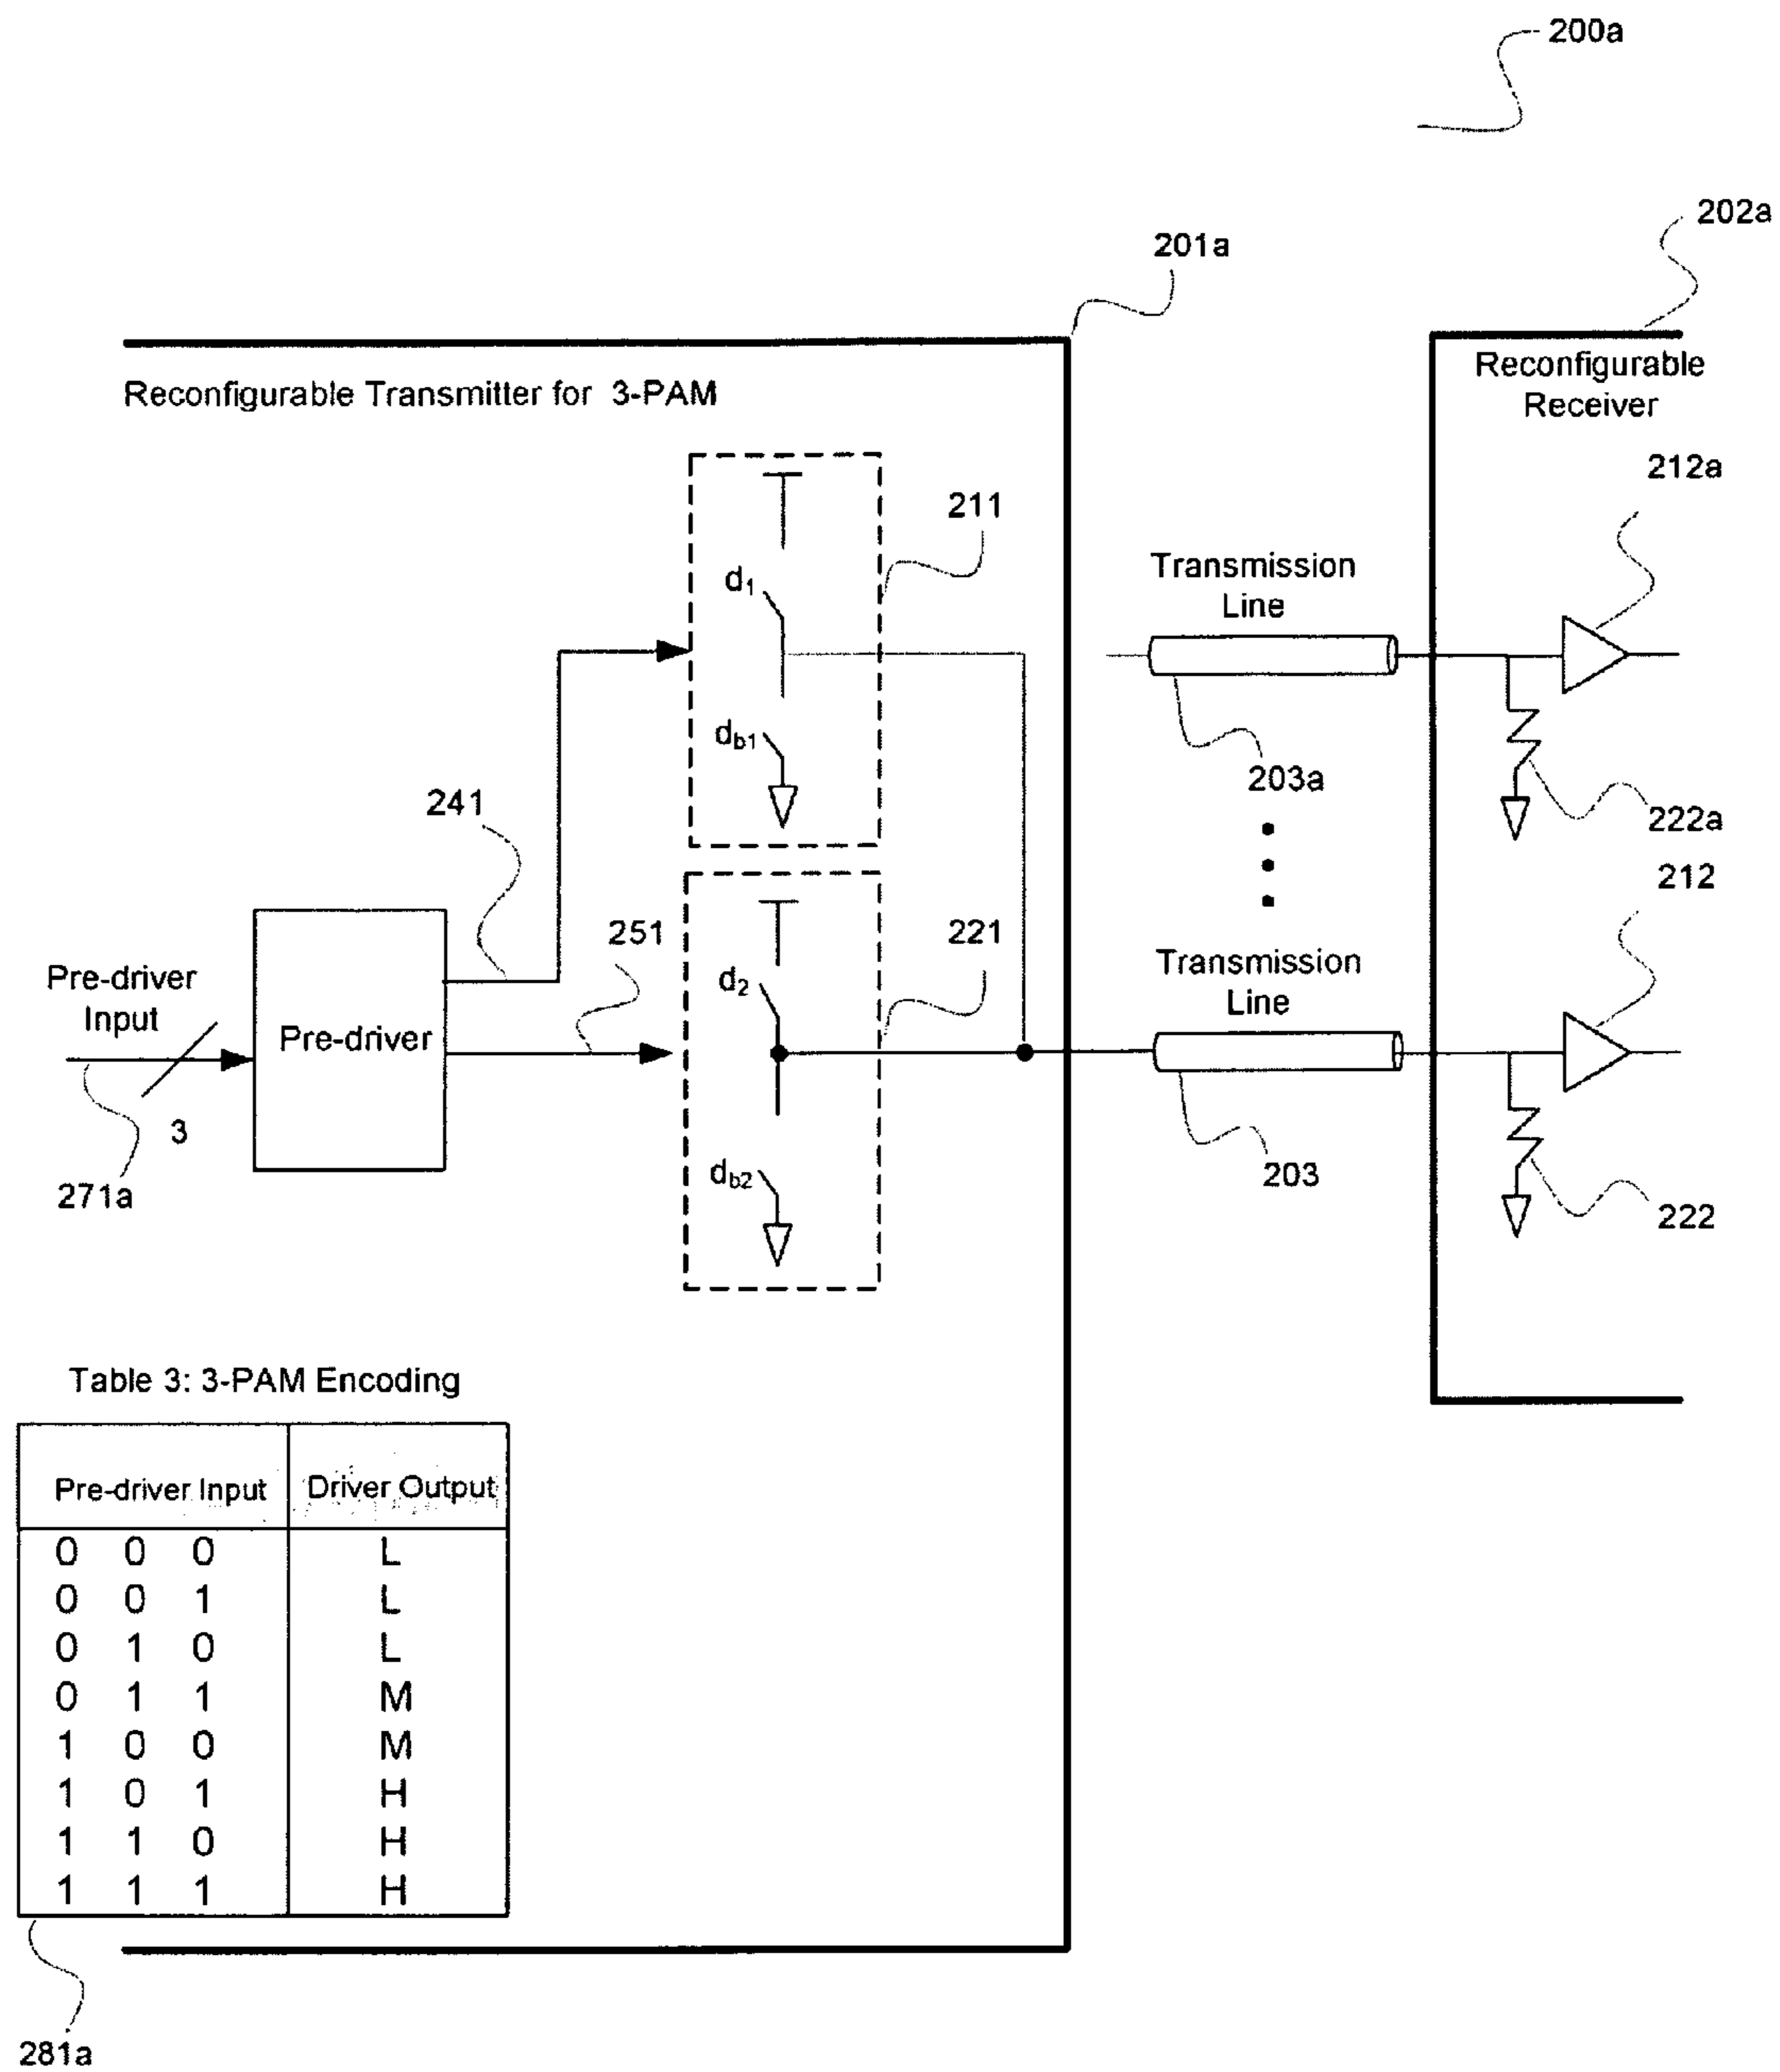 200a
202a
201a
Reconfigurable Transmitter for 3-PAM
Reconfigurable
Receiver
212a
211
Transmission
Line
d1
db1
203a
222a
241
212
251
221
Pre-driver
Input
Transmission
Line
d2
Pre-driver
3
db2
203
271a
222
Table 3: 3-PAM Encoding
Pre-driver Input Driver Output
0 0 0 L
0 0 1 L
0 1 0 L
0 1 1 M
1 0 0 M
1 0 1 H
1 1 0 H
1 1 1 H
281a